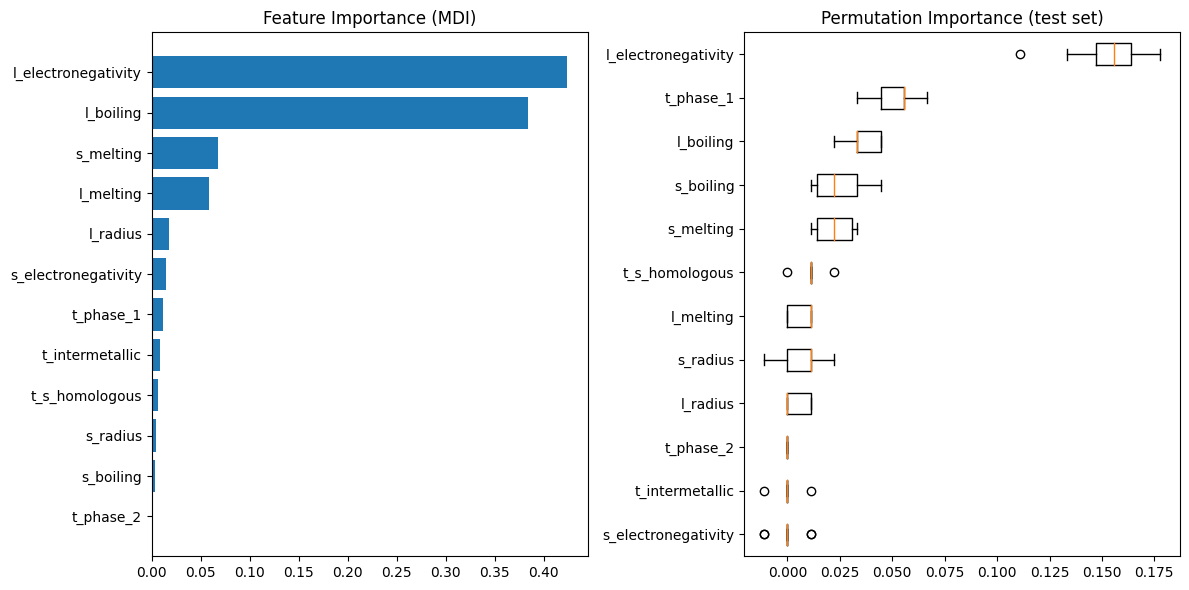 Feature Importance (MDI)
l_electronegativity
l_boiling
s_melting
l_melting
l_radius
s_electronegativity
t_phase_1
t_intermetallic
t_s_homologous
s_radius
s_boiling
t_phase_2
0.00 0.05 0.10 0.15 0.20 0.25 0.30 0.35 0.40
Permutation Importance (test set)
l_electronegativity
t_phase_1
l_boiling
s_boiling
s_melting
t_s_homologous
l_melting
s_radius
l_radius
t_phase_2
t_intermetallic
s_electronegativity
0.000 0.025 0.050 0.075 0.100 0.125 0.150 0.175